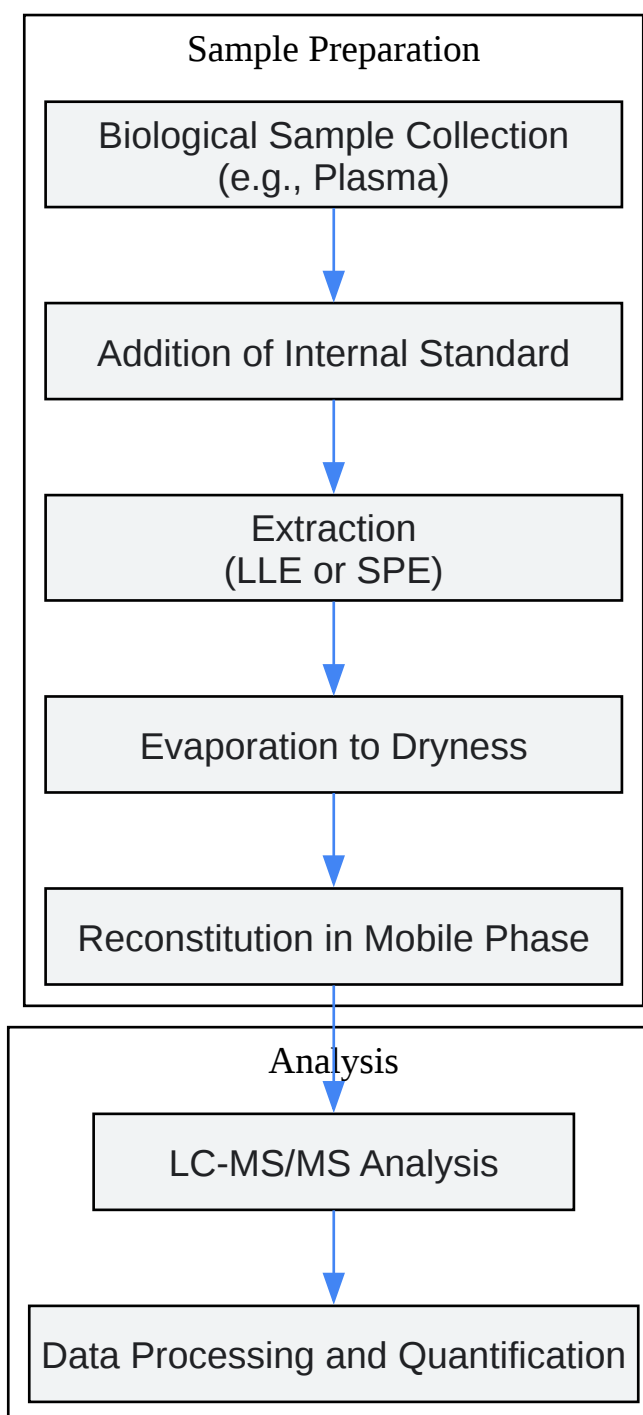 Sample Preparation
Biological Sample Collection
(e.g., Plasma)
Addition of Internal Standard
Extraction
(LLE or SPE)
Evaporation to Dryness
Reconstitution in Mobile Phase
Analysis
LC-MS/MS Analysis
Data Processing and Quantification